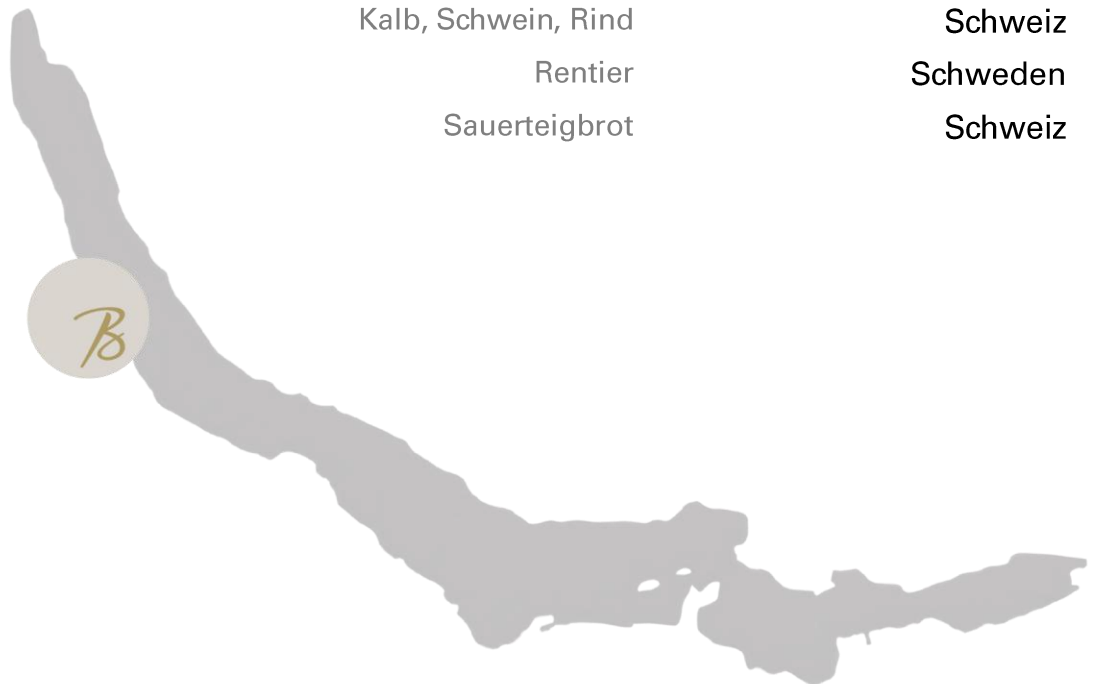 Kalb, Schwein, Rind Schweiz
Rentier Schweden
Sauerteigbrot Schweiz
B